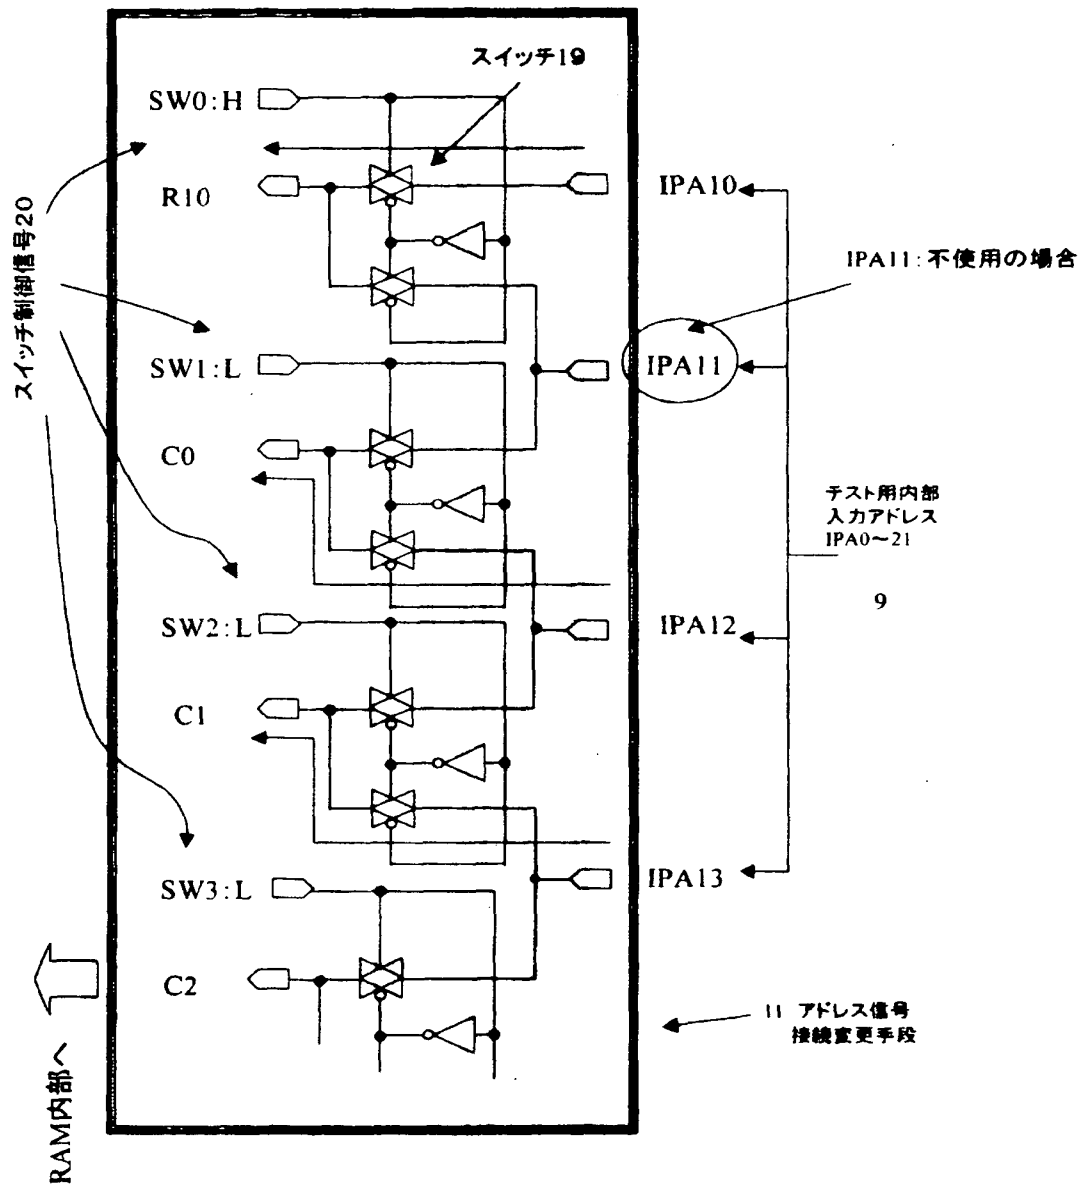 スイッチ19
SW0:H
R10
IPA10
スイッチ制御信号20
IPA11:不使用の場合
SW1:L
IPA11
C0
テスト用内部
入力アドレス
IPA0～21
9
SW2:L
IPA12
C1
SW3:L
IPA13
C2
11 アドレス信号
接続変更手段
RAM内部へ